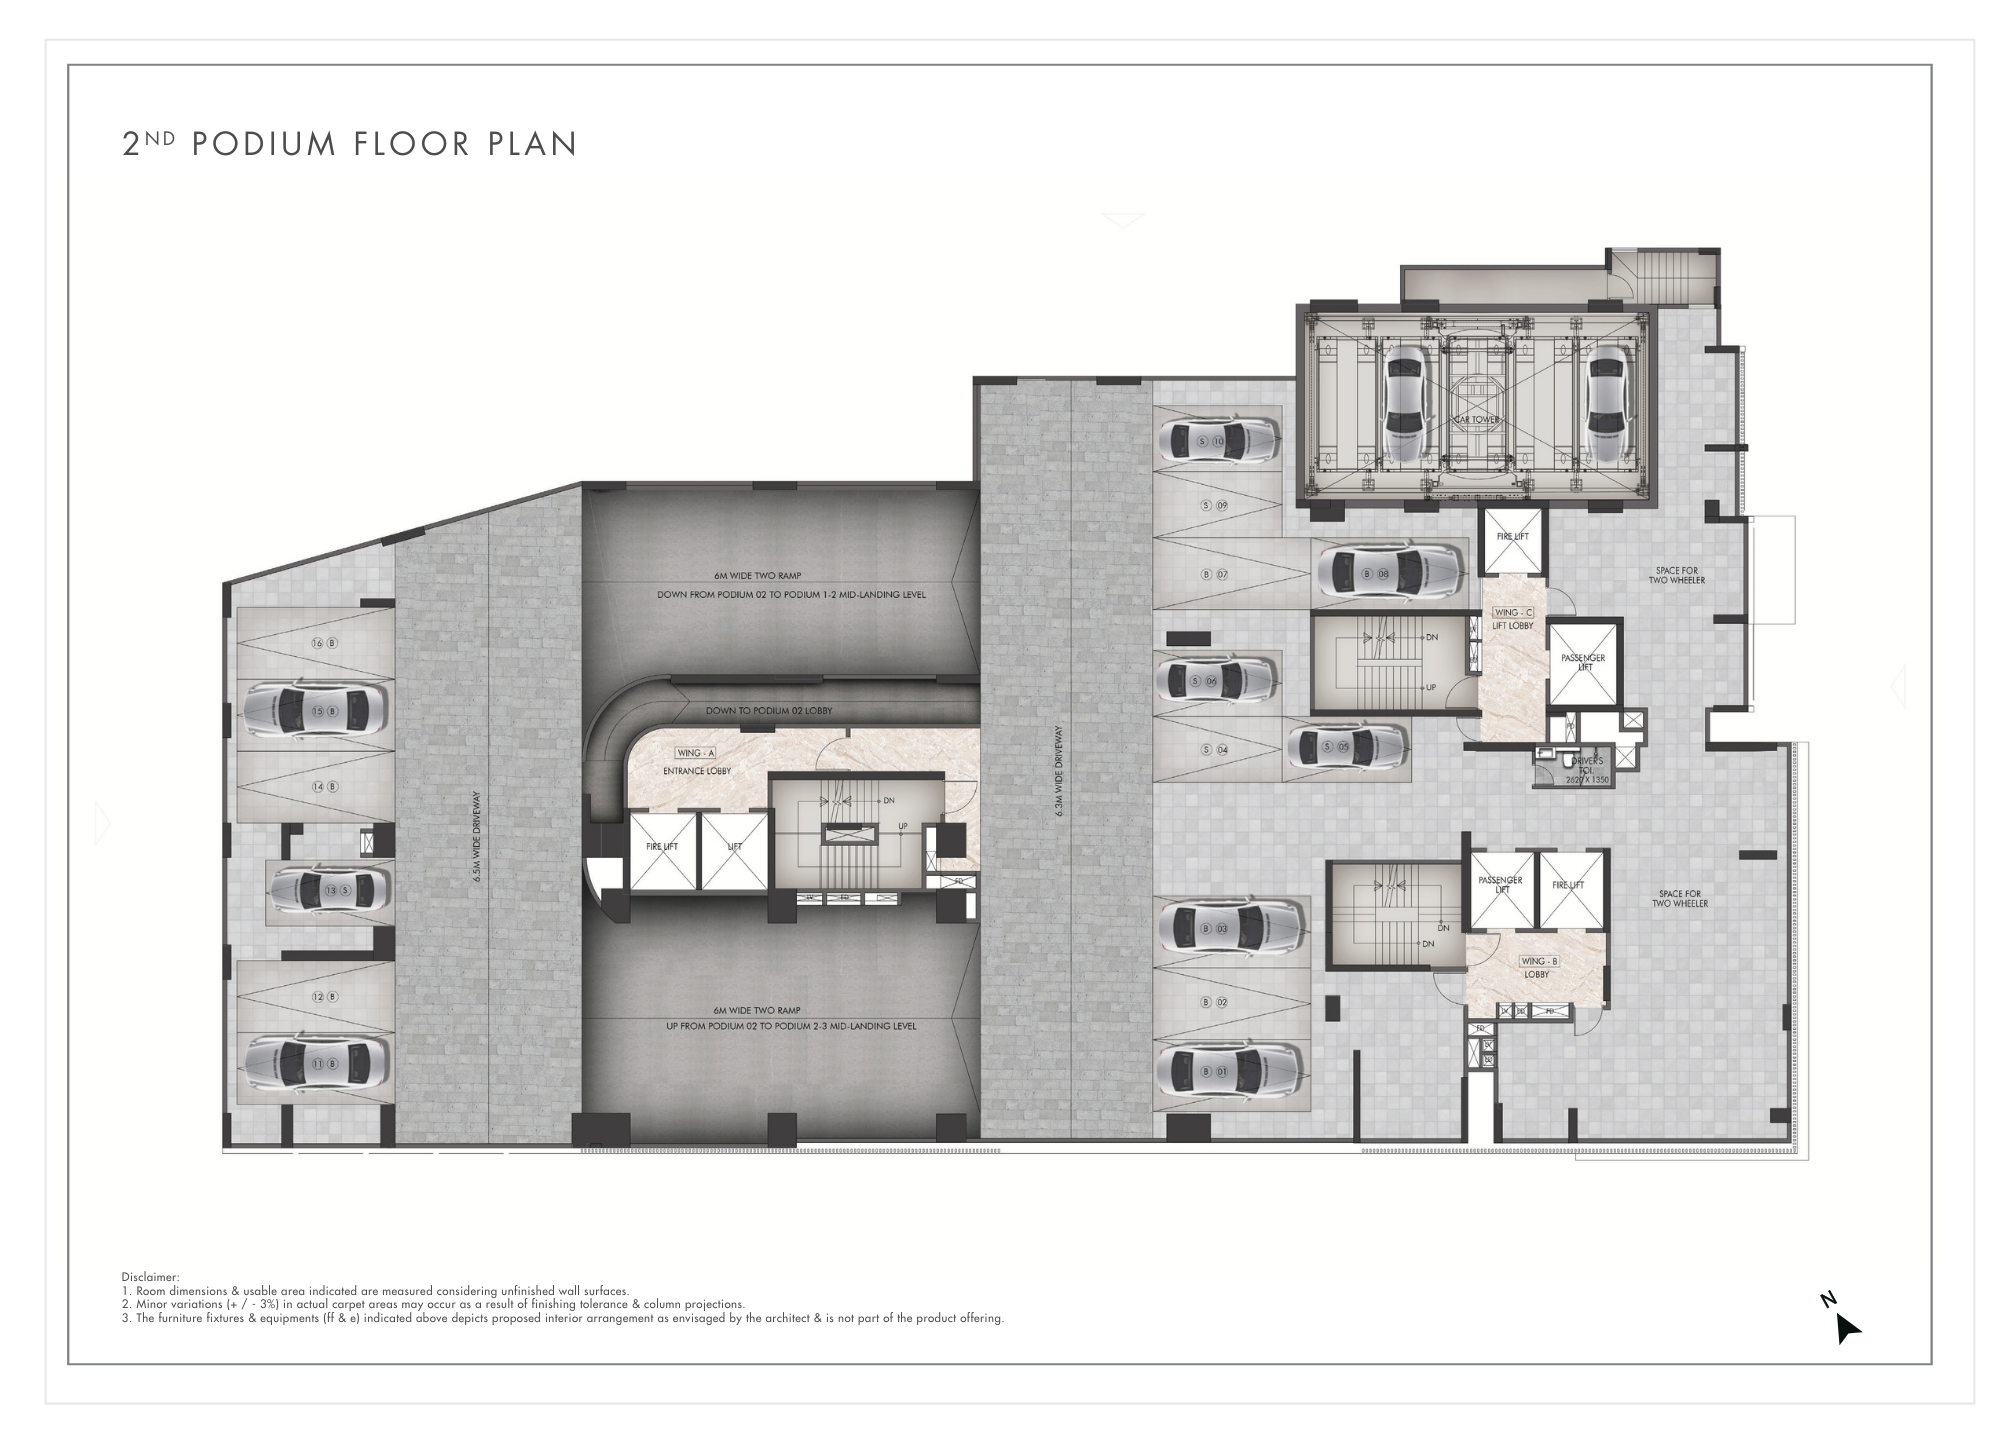 2ND PODIUM FLOOR PLAN
CAR TOWER
S 10
S 09
FIRE LIFT
6M WIDE TWO RAMP
DOWN FROM PODIUM 02 TO PODIUM 1-2 MID-LANDING LEVEL
B 07
B 08
SPACE FOR
TWO WHEELER
WING - C
LIFT LOBBY
16 B
DN
UP
PASSENGER
LIFT
S 06
15 B
DOWN TO PODIUM 02 LOBBY
WING - A
ENTRANCE LOBBY
S 04
S 05
FD
DRIVER'S
TOI.
2620 X 1350
14 B
6.5M WIDE DRIVEWAY
6.3M WIDE DRIVEWAY
DN
UP
FIRE LIFT
LIFT
FD
13 S
PASSENGER
LIFT
FIRE LIFT
SPACE FOR
TWO WHEELER
B 03
DN
DN
WING - B
LOBBY
12 B
B 02
6M WIDE TWO RAMP
UP FROM PODIUM 02 TO PODIUM 2-3 MID-LANDING LEVEL
FD
FD
11 B
B 01
Disclaimer:
1. Room dimensions & usable area indicated are measured considering unfinished wall surfaces.
2. Minor variations (+ / - 3%) in actual carpet areas may occur as a result of finishing tolerance & column projections.
3. The furniture fixtures & equipments (ff & e) indicated above depicts proposed interior arrangement as envisaged by the architect & is not part of the product offering.
N